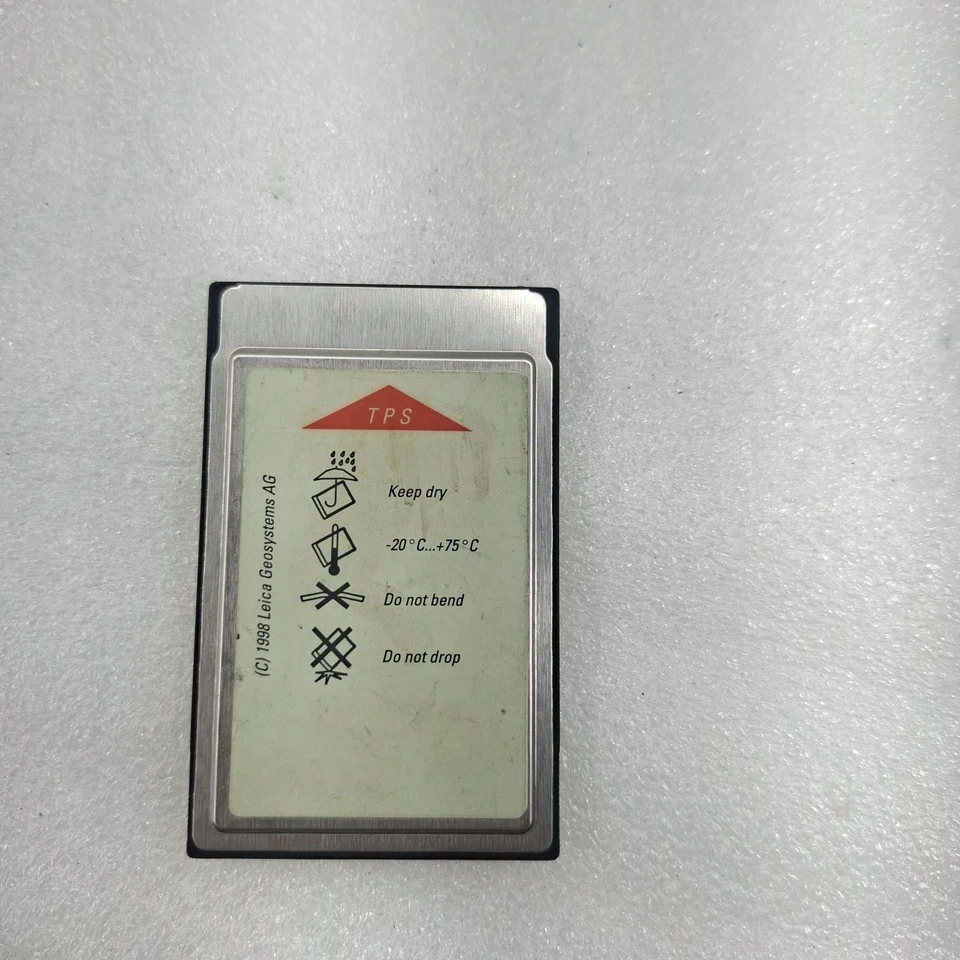 TPS
Keep dry
-20°C...+75°C
Do not bend
Do not drop
(C) 1998 Leica Geosystems AG